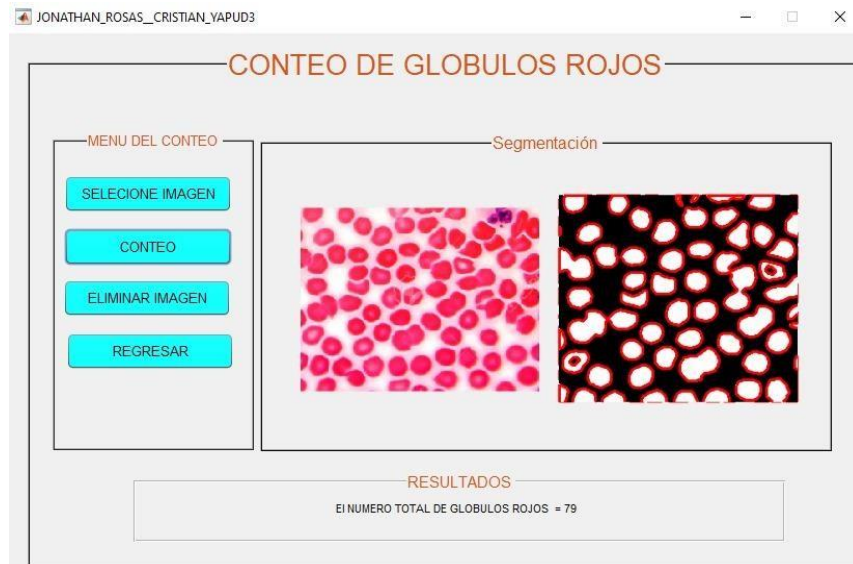 JONATHAN_ROSAS__CRISTIAN_YAPUD3
CONTEO DE GLOBULOS ROJOS
MENU DEL CONTEO
SELECIONE IMAGEN
CONTEO
ELIMINAR IMAGEN
REGRESAR
Segmentación
RESULTADOS
El NUMERO TOTAL DE GLOBULOS ROJOS = 79